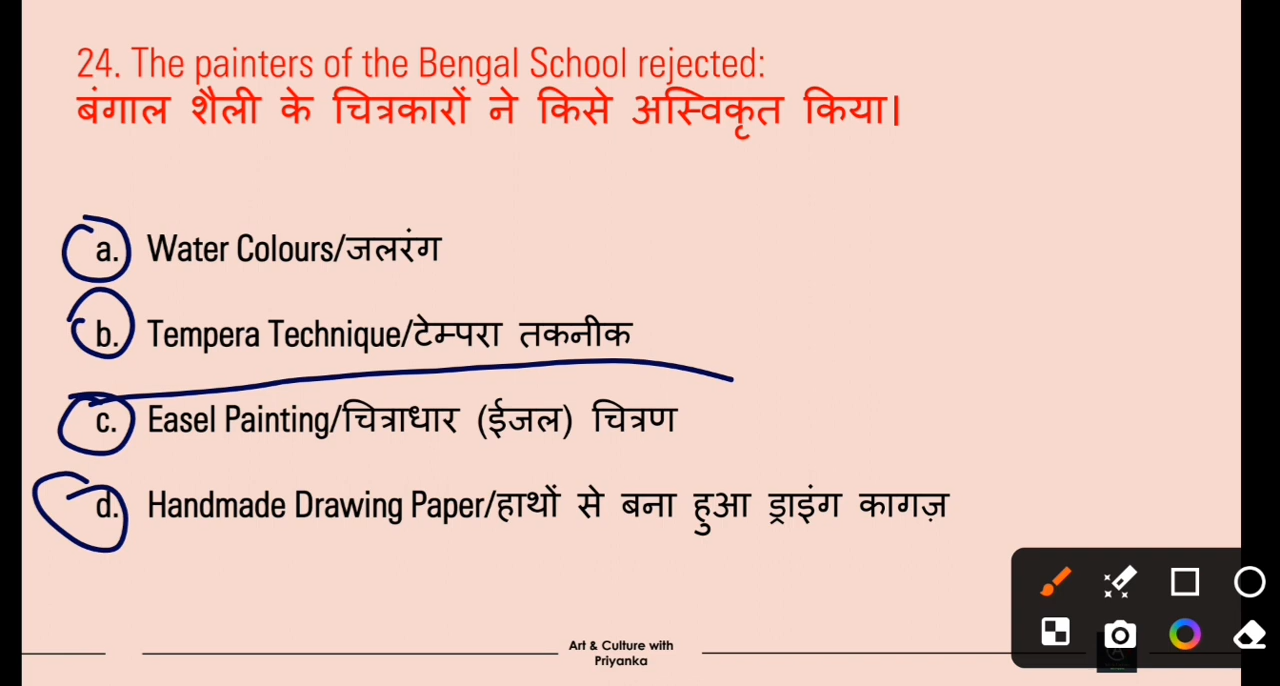 24. The painters of the Bengal School rejected:
बंगाल शैली के चित्रकारों ने किसे अस्विकृत किया।
a. Water Colours/जलरंग
b. Tempera Technique/टेम्परा तकनीक
c. Easel Painting/चित्राधार (ईजल) चित्रण
d. Handmade Drawing Paper/हाथों से बना हुआ ड्राइंग कागज़
Art & Culture with
Priyanka